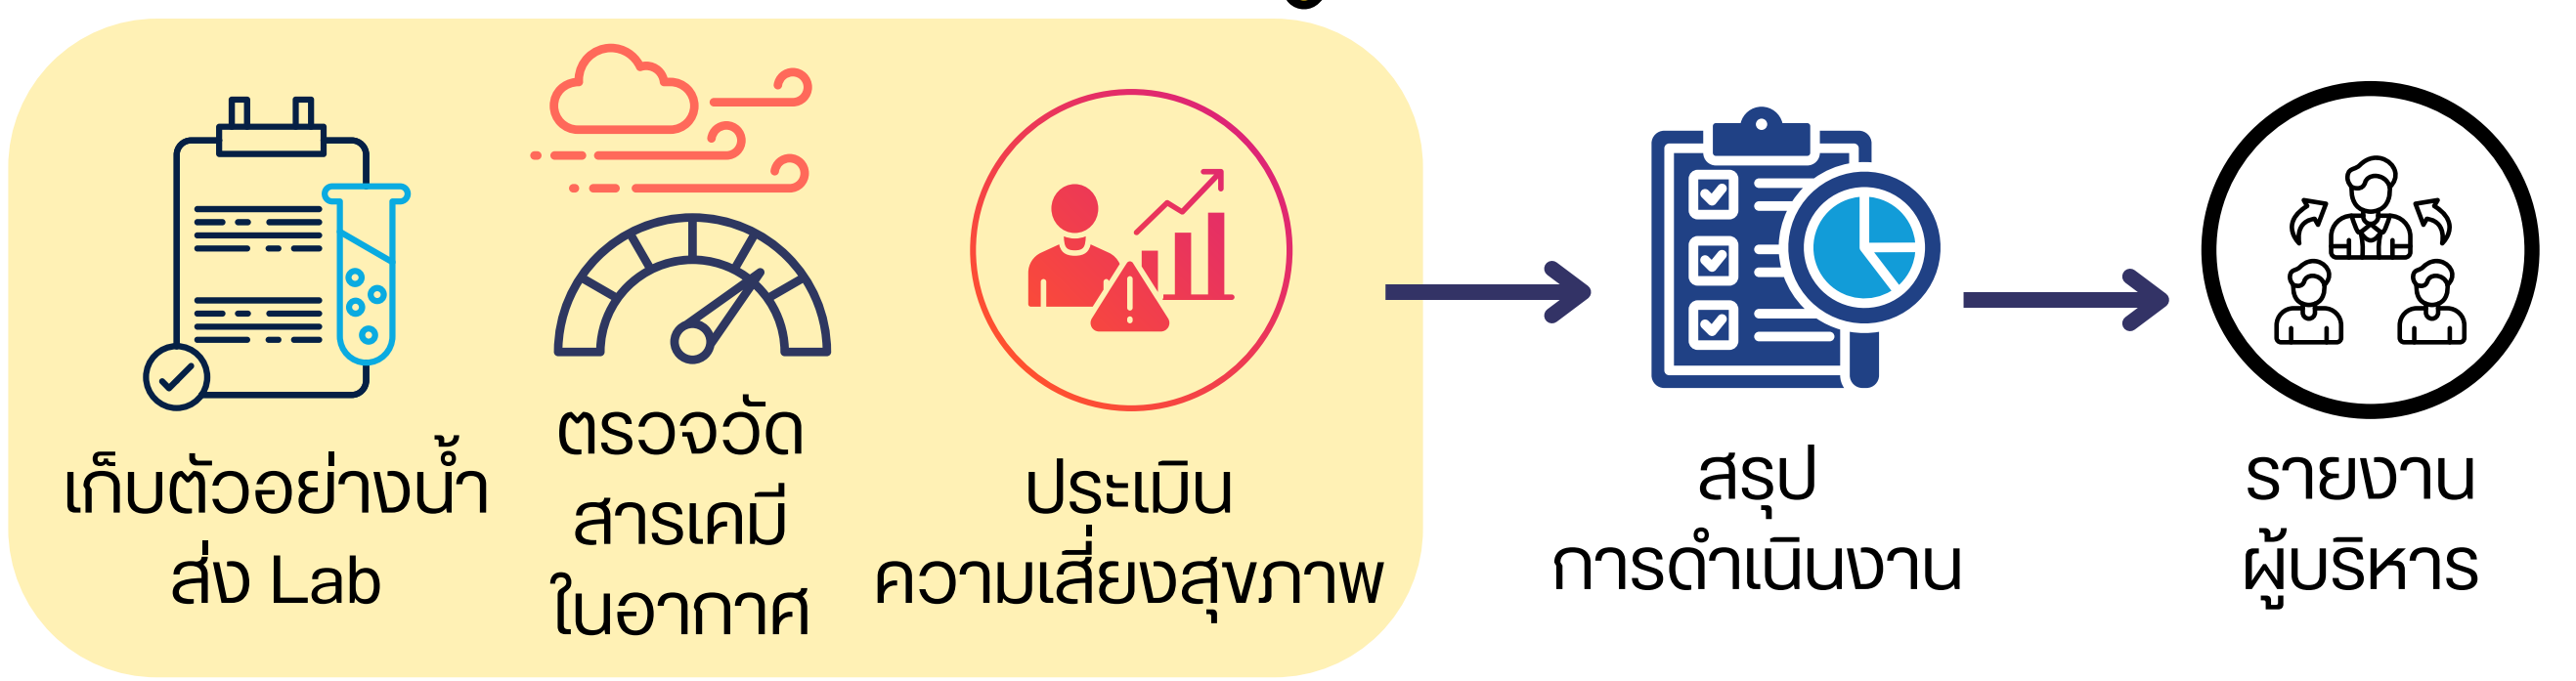 เก็บตัวอย่างน้ำ
ส่ง Lab
ตรวจวัด
สารเคมี
ในอากาศ
ประเมิน
ความเสี่ยงสุขภาพ
สรุป
การดำเนินงาน
รายงาน
ผู้บริหาร